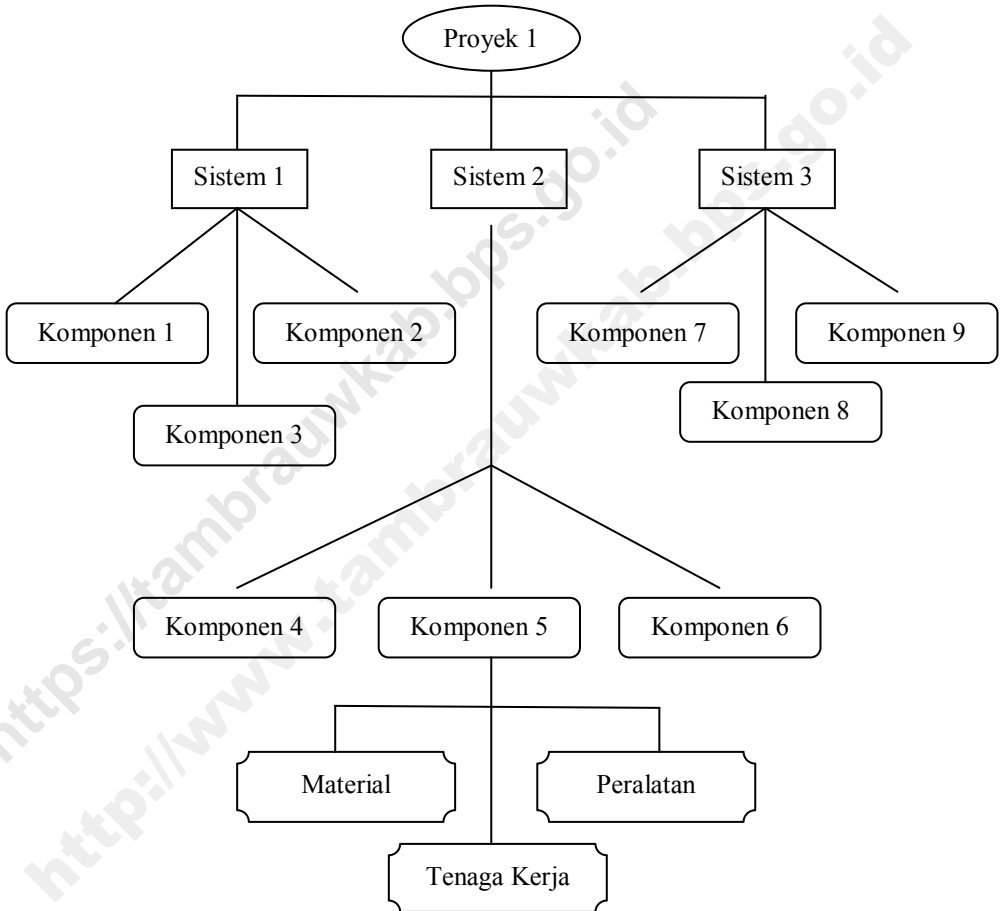 Proyek 1
Sistem 1
Sistem 2
Sistem 3
Komponen 1
Komponen 2
Komponen 7
Komponen 9
Komponen 3
Komponen 8
Komponen 4
Komponen 5
Komponen 6
Material
Peralatan
Tenaga Kerja
https://tambrauwkab.bps.go.id
http://www.tambrauwkab.bps.go.id